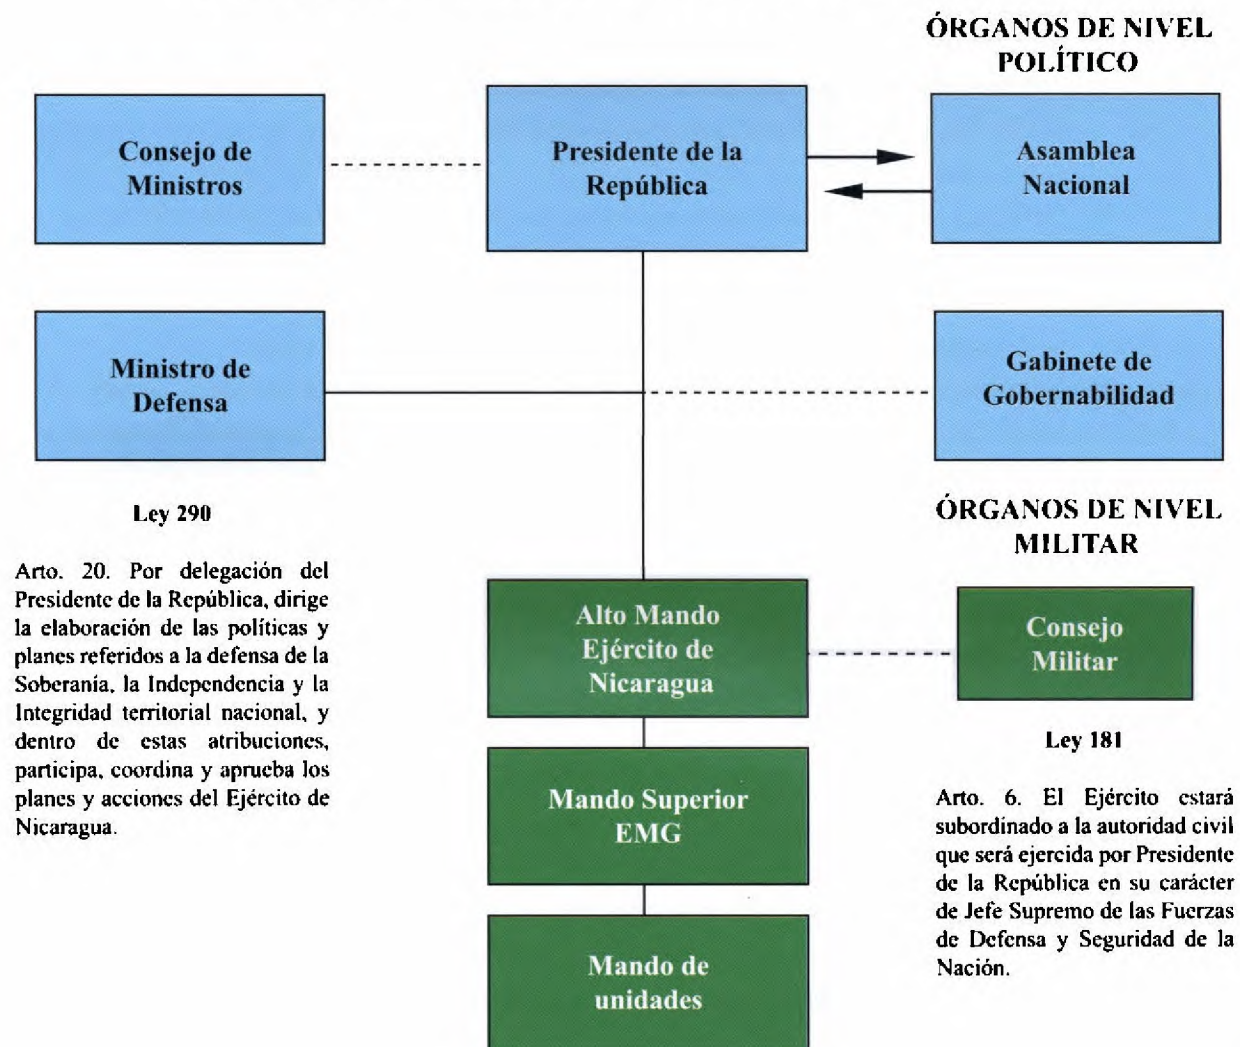 ÓRGANOS DE NIVEL
POLÍTICO
Consejo de
Ministros
Presidente de la
República
Asamblea
Nacional
Ministro de
Defensa
Gabinete de
Gobernabilidad
Ley 290
Arto. 20. Por delegación del
Presidente de la República, dirige
la elaboración de las políticas y
planes referidos a la defensa de la
Soberanía, la Independencia y la
Integridad territorial nacional, y
dentro de estas atribuciones,
participa, coordina y aprueba los
planes y acciones del Ejército de
Nicaragua.
ÓRGANOS DE NIVEL
MILITAR
Alto Mando
Ejército de
Nicaragua
Consejo
Militar
Mando Superior
EMG
Mando de
unidades
Ley 181
Arto. 6. El Ejército estará
subordinado a la autoridad civil
que será ejercida por Presidente
de la República en su carácter
de Jefe Supremo de las Fuerzas
de Defensa y Seguridad de la
Nación.